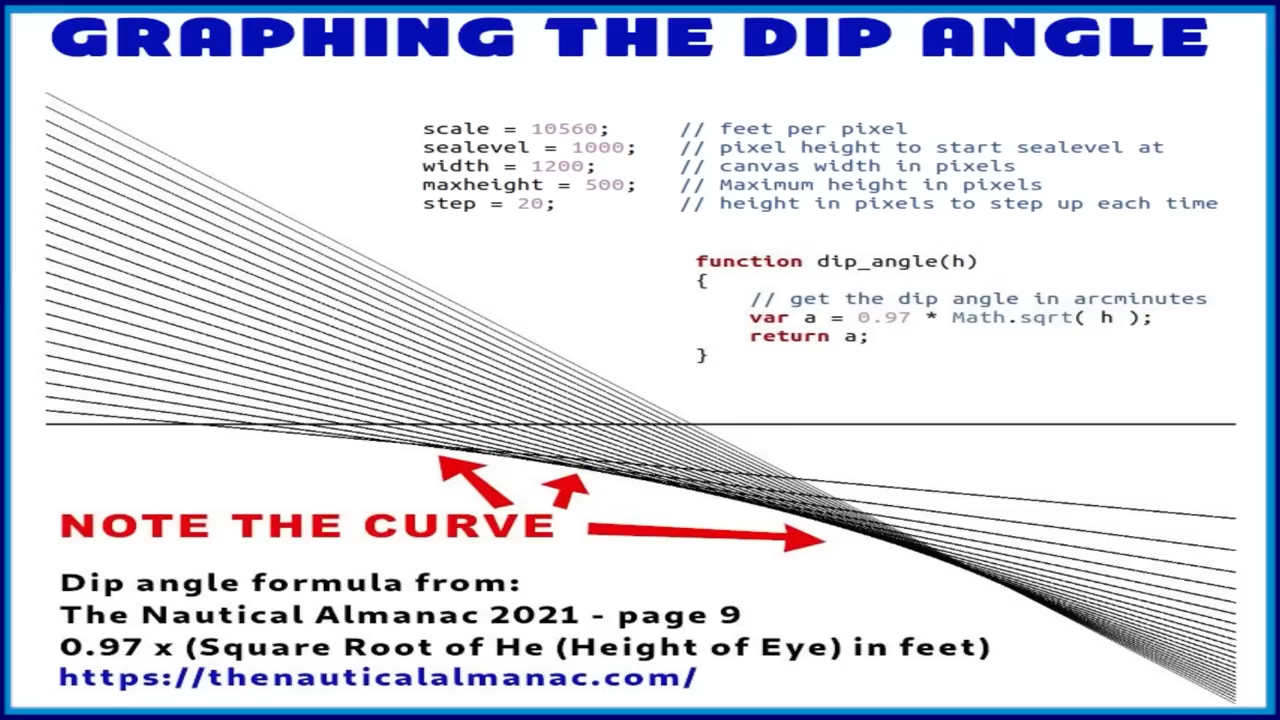 GRAPHING THE DIP ANGLE
scale = 10560; // feet per pixel
sealevel = 1000; // pixel height to start sealevel at
width = 1200; // canvas width in pixels
maxheight = 500; // Maximum height in pixels
step = 20; // height in pixels to step up each time
function dip_angle(h)
{
// get the dip angle in arcminutes
var a = 0.97 * Math.sqrt( h );
return a;
}
NOTE THE CURVE
Dip angle formula from:
The Nautical Almanac 2021 - page 9
0.97 x (Square Root of He (Height of Eye) in feet)
https://thenauticalalmanac.com/